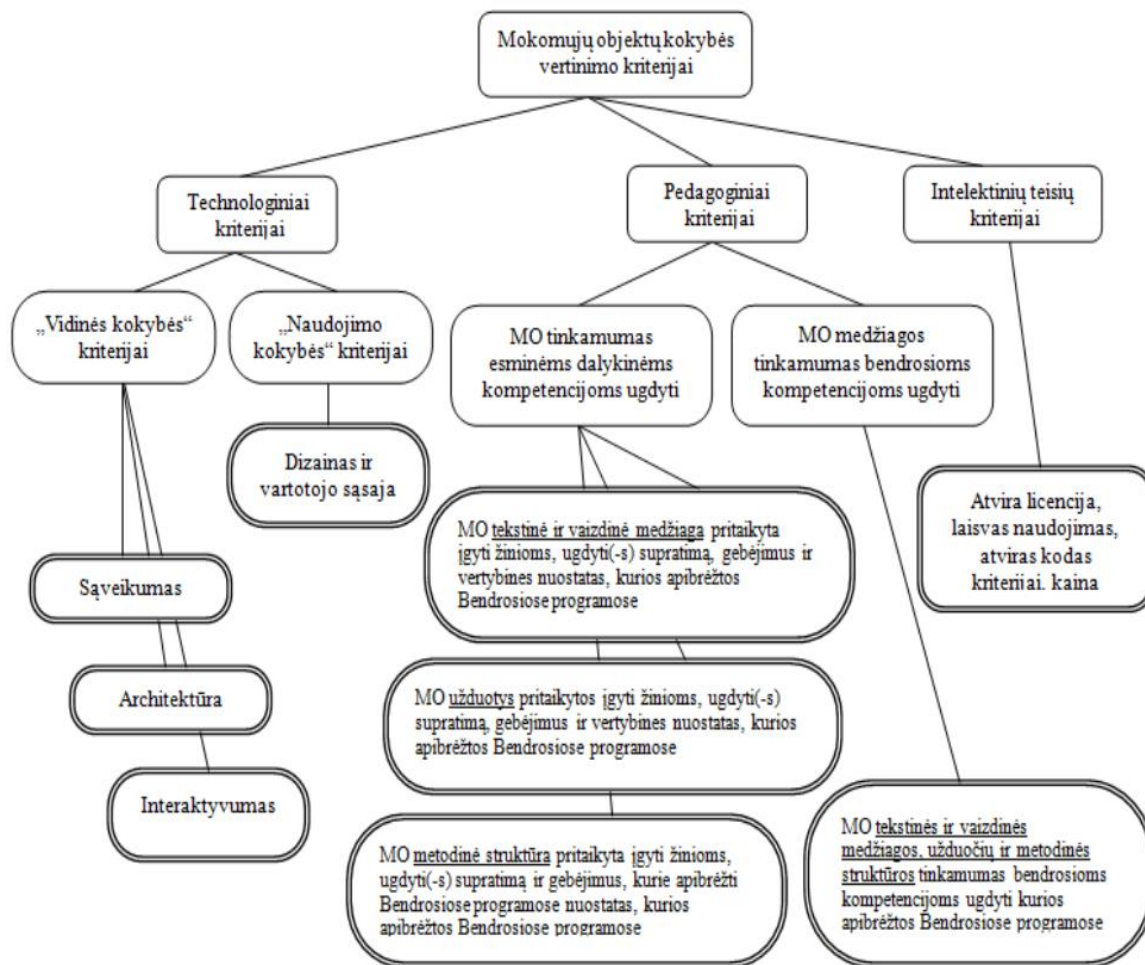 Mokomųjų objektų kokybės
vertinimo kriterijai
Technologiniai
kriterijai
Pedagoginiai
kriterijai
Intelektinių teisių
kriterijai
„Vidinės kokybės“
kriterijai
„Naudojimo
kokybės“ kriterijai
MO tinkamumas
esminėms dalykinėms
kompetencijoms ugdyti
MO medžiagos
tinkamumas bendrosioms
kompetencijoms ugdyti
Dizainas ir
vartotojo sąsaja
Atvira licencija,
laisvas naudojimas,
atviras kodas
kriterijai. kaina
MO tekstinė ir vaizdinė medžiaga pritaikyta
įgyti žinioms, ugdyti(-s) supratimą, gebėjimus ir
vertybines nuostatas, kurios apibrėžtos
Bendrosiose programose
Sąveikumas
MO užduotys pritaikytos įgyti žinioms, ugdyti(-s)
supratimą, gebėjimus ir vertybines nuostatas, kurios
apibrėžtos Bendrosiose programose
Architektūra
Interaktyvumas
MO metodinė struktūra pritaikyta įgyti žinioms,
ugdyti(-s) supratimą ir gebėjimus, kurie apibrėžti
Bendrosiose programose nuostatas, kurios
apibrėžtos Bendrosiose programose
MO tekstinės ir vaizdinės
medžiagos, užduočių ir metodinės
struktūros tinkamumas bendrosioms
kompetencijoms ugdyti kurios
apibrėžtos Bendrosiose programose